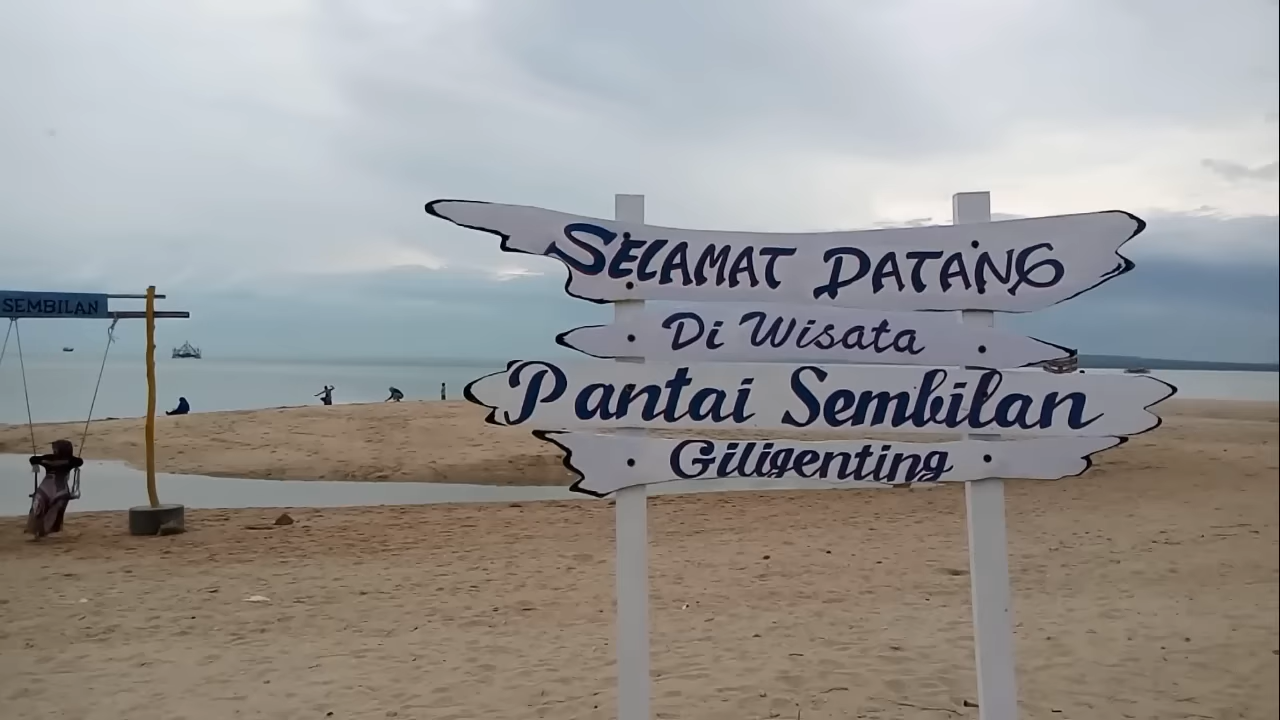 SELAMAT DATANG
Di Wisata
Pantai Sembilan
Giligenting
SEMBILAN